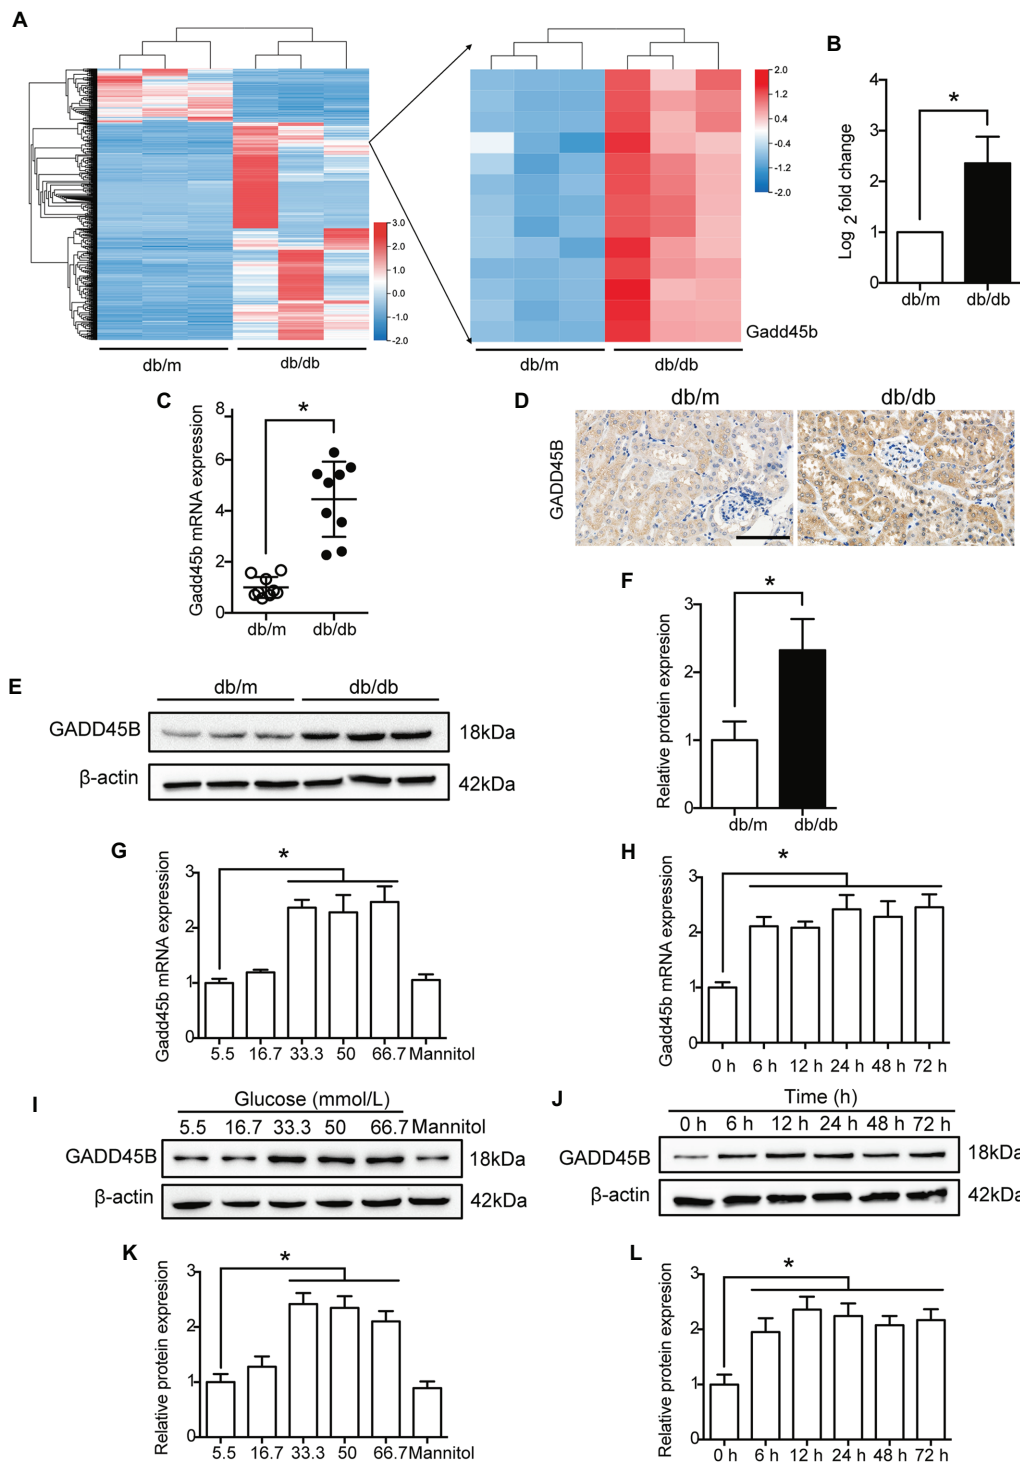 A
B
2.0
1.2
0.4
-0.4
-1.2
-2.0
3.0
2.0
1.0
0.0
-1.0
-2.0
Gadd45b
db/m
db/db
db/m
db/db
Log 2 fold change
4
3
2
1
0
db/m
db/db
*
C
Gadd45b mRNA expression
8
6
4
2
0
db/m
db/db
*
D
db/m
db/db
GADD45B
E
db/m
db/db
GADD45B
18kDa
β-actin
42kDa
F
Relative protein expresion
3
2
1
0
db/m
db/db
*
G
Gadd45b mRNA expression
3
2
1
0
*
5.5 16.7 33.3 50 66.7 Mannitol
H
Gadd45b mRNA expression
3
2
1
0
*
0 h 6 h 12 h 24 h 48 h 72 h
I
Glucose (mmol/L)
5.5 16.7 33.3 50 66.7 Mannitol
GADD45B
18kDa
β-actin
42kDa
J
Time (h)
0 h 6 h 12 h 24 h 48 h 72 h
GADD45B
18kDa
β-actin
42kDa
K
Relative protein expresion
3
2
1
0
*
5.5 16.7 33.3 50 66.7 Mannitol
L
Relative protein expresion
3
2
1
0
*
0 h 6 h 12 h 24 h 48 h 72 h